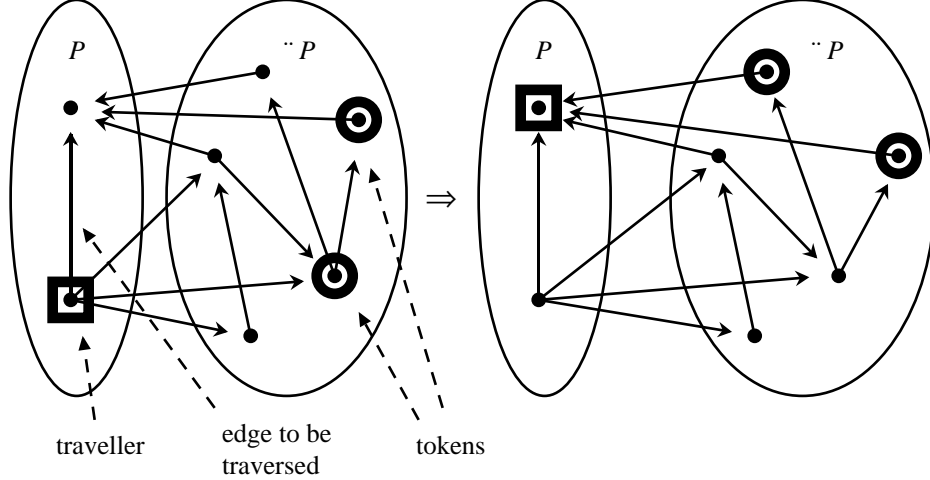 P
¨ P
P
¨ P
⇒
traveller
edge to be
traversed
tokens